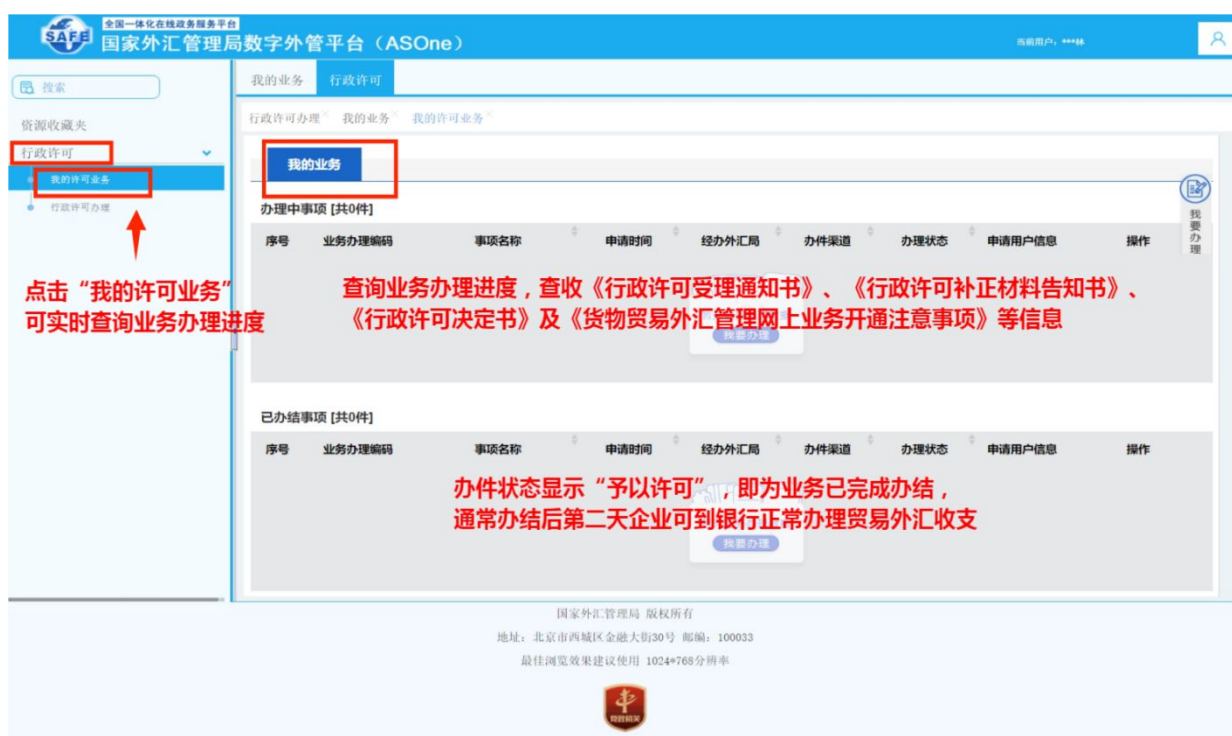 全国一体化在线政务服务平台
SAFE 国家外汇管理局数字外管平台（ASOne）
当前用户：***林
搜索
我的业务 行政许可
资源收藏夹
行政许可办理 我的业务 我的许可业务
行政许可
我的许可业务
行政许可办理
我的业务
我要办理
办理中事项 [共0件]
序号 业务办理编码 事项名称 申请时间 经办外汇局 办件渠道 办理状态 申请用户信息 操作
点击“我的许可业务”
可实时查询业务办理进度
查询业务办理进度，查收《行政许可受理通知书》、《行政许可补正材料告知书》、
《行政许可决定书》及《货物贸易外汇管理网上业务开通注意事项》等信息
我要办理
已办结事项 [共0件]
序号 业务办理编码 事项名称 申请时间 经办外汇局 办件渠道 办理状态 申请用户信息 操作
办件状态显示“予以许可”，即为业务已完成办结，
通常办结后第二天企业可到银行正常办理贸易外汇收支
我要办理
国家外汇管理局 版权所有
地址：北京市西城区金融大街30号 邮编：100033
最佳浏览效果建议使用 1024*768分辨率
党政机关